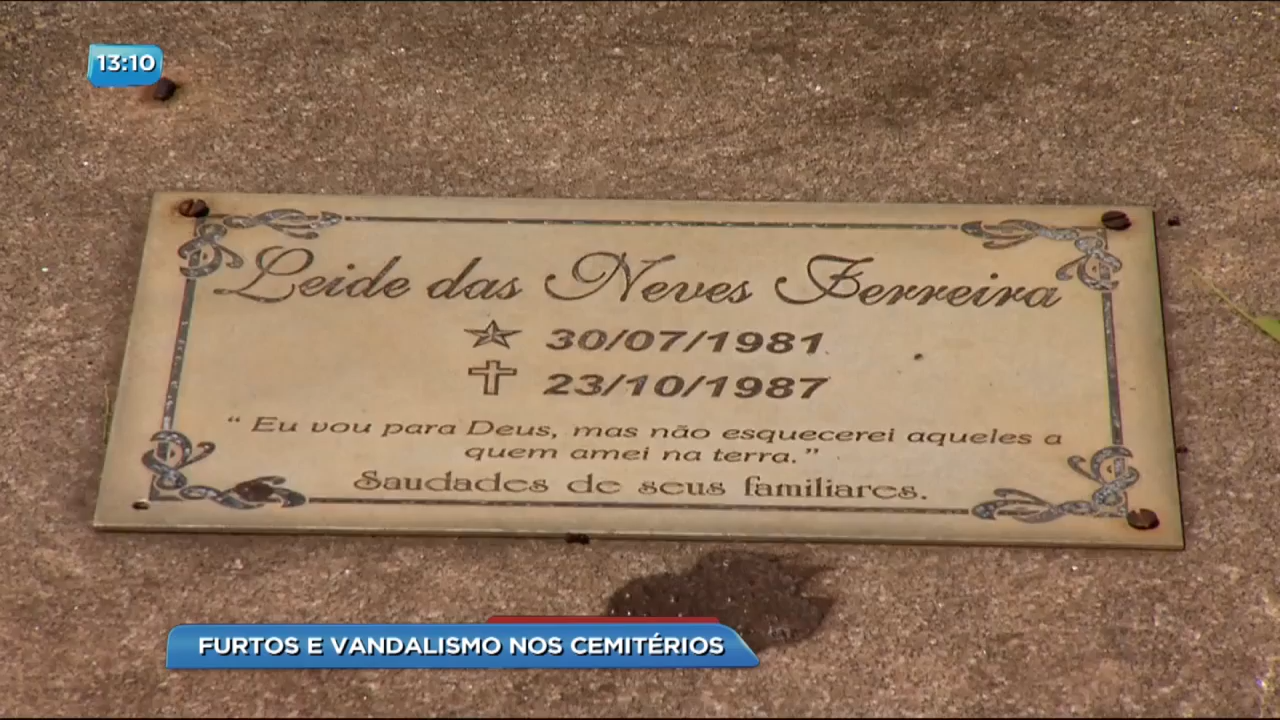 13:10
Leide das Neves Ferreira
30/07/1981
23/10/1987
“ Eu vou para Deus, mas não esquecerei aqueles a
quem amei na terra.”
Saudades de seus familiares.
FURTOS E VANDALISMO NOS CEMITÉRIOS